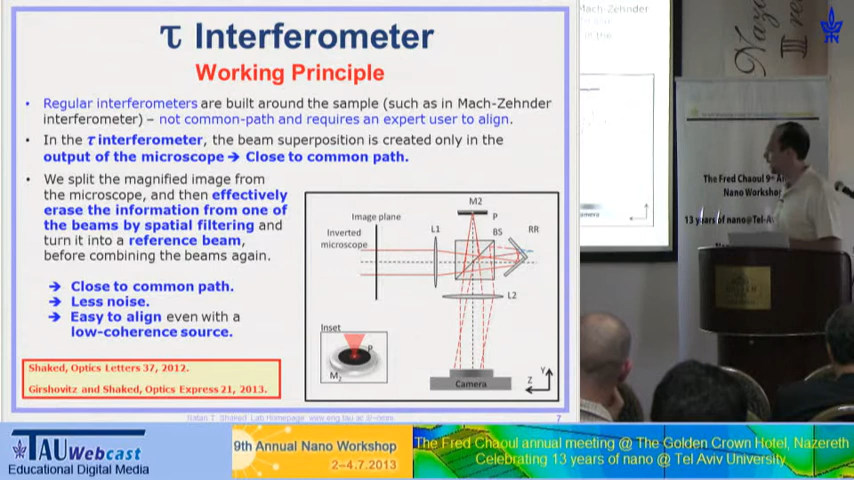 τ Interferometer
Working Principle
• Regular interferometers are built around the sample (such as in Mach-Zehnder
interferometer) – not common-path and requires an expert user to align.
• In the τ interferometer, the beam superposition is created only in the
output of the microscope → Close to common path.
• We split the magnified image from
the microscope, and then effectively
erase the information from one of
the beams by spatial filtering and
turn it into a reference beam,
before combining the beams again.
→ Close to common path.
→ Less noise.
→ Easy to align even with a
low-coherence source.
Shaked, Optics Letters 37, 2012.
Girshovitz and Shaked, Optics Express 21, 2013.
M2
P
Image plane
L1
BS
RR
Inverted
microscope
L2
Inset
P
M2
Camera
Y
Z
7
Mach-Zehnder
The Fred Chaoul 9th A
Nano Workshop
13 years of nano@Tel-Av
TAU Webcast
Educational Digital Media
9th Annual Nano Workshop
2–4.7.2013
The Fred Chaoul annual meeting @ The Golden Crown Hotel, Nazereth
Celebrating 13 years of nano @ Tel Aviv University